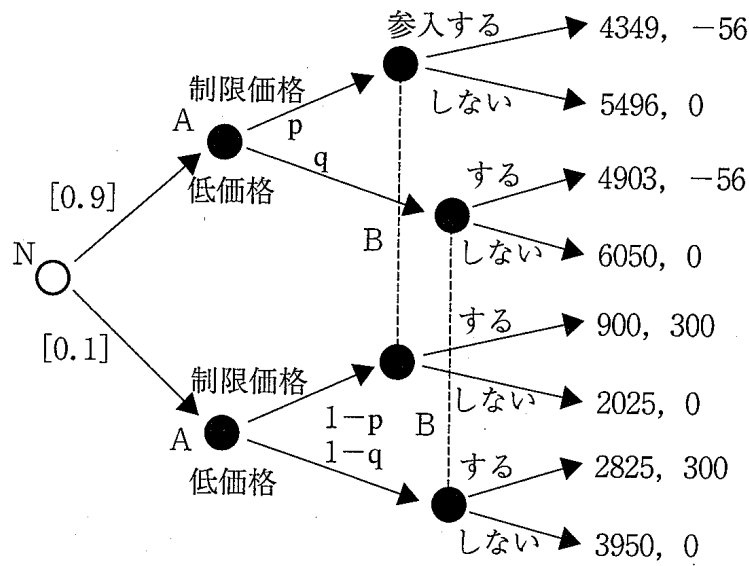 参入する
4349, −56
制限価格
A
p
しない
5496, 0
q
する
4903, −56
[0.9]
低価格
N
B
しない
6050, 0
する
900, 300
[0.1]
制限価格
しない
2025, 0
A
1−p
B
1−q
する
2825, 300
低価格
しない
3950, 0